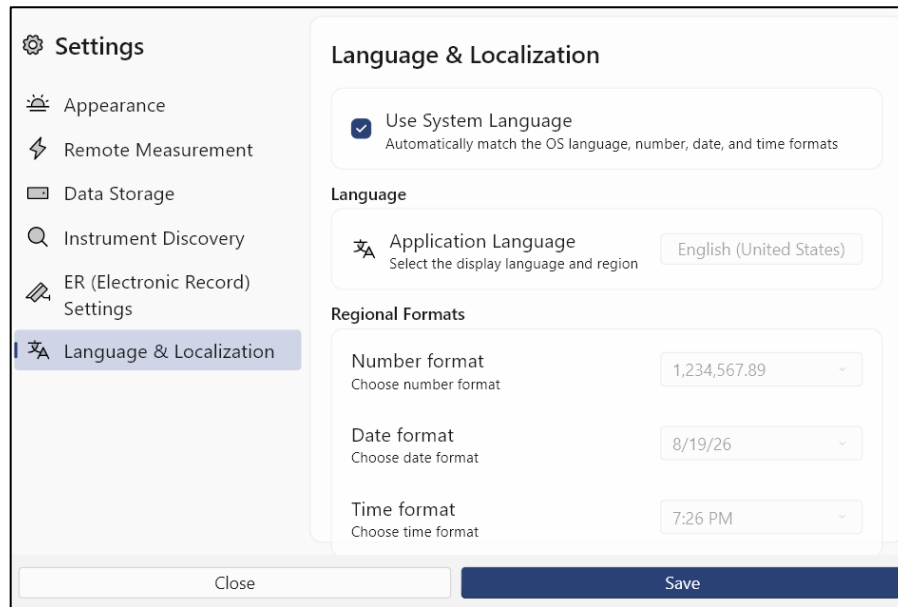 Settings
Appearance
Remote Measurement
Data Storage
Instrument Discovery
ER (Electronic Record)
Settings
Language & Localization
Language & Localization
Use System Language
Automatically match the OS language, number, date, and time formats
Language
Application Language
Select the display language and region
English (United States)
Regional Formats
Number format
Choose number format
1,234,567.89
Date format
Choose date format
8/19/26
Time format
Choose time format
7:26 PM
Close
Save